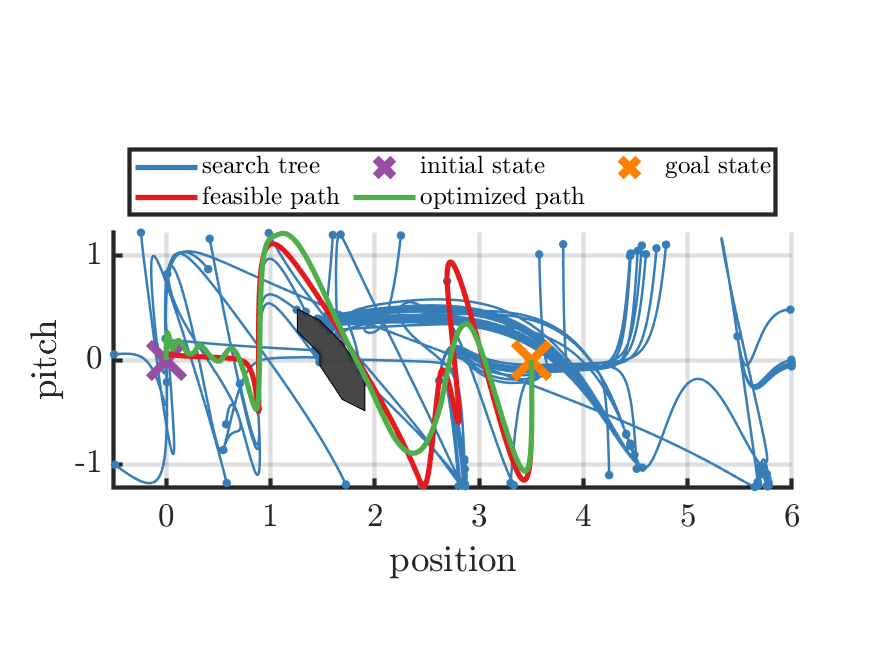 search tree initial state goal state
feasible path optimized path
1
0
-1
pitch
0 1 2 3 4 5 6
position